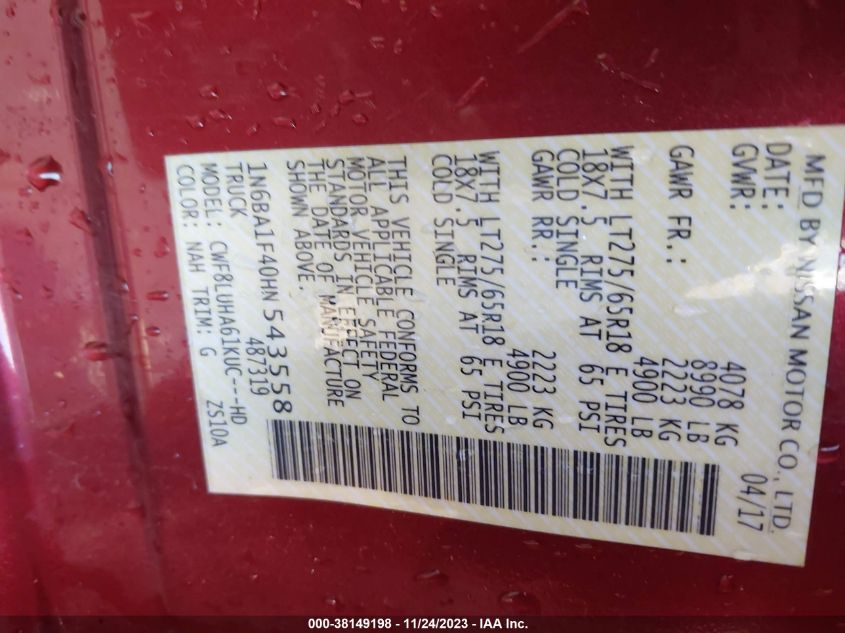 MFD BY NISSAN MOTOR CO., LTD.
DATE: 04/17
GVWR: 4078 KG
8990 LB
GAWR FR.: 2223 KG
4900 LB
WITH LT275/65R18 E TIRES
18X7.5 RIMS AT 65 PSI
COLD SINGLE
GAWR RR.: 2223 KG
4900 LB
WITH LT275/65R18 E TIRES
18X7.5 RIMS AT 65 PSI
COLD SINGLE
THIS VEHICLE CONFORMS TO
ALL APPLICABLE FEDERAL
MOTOR VEHICLE SAFETY
STANDARDS IN EFFECT ON
THE DATE OF MANUFACTURE
SHOWN ABOVE.
1N6BA1F40HN543558
TRUCK 487319
MODEL: CWF8LUHA61KUC---HD
COLOR: NAH TRIM: G ZS10A
000-38149198 - 11/24/2023 - IAA Inc.